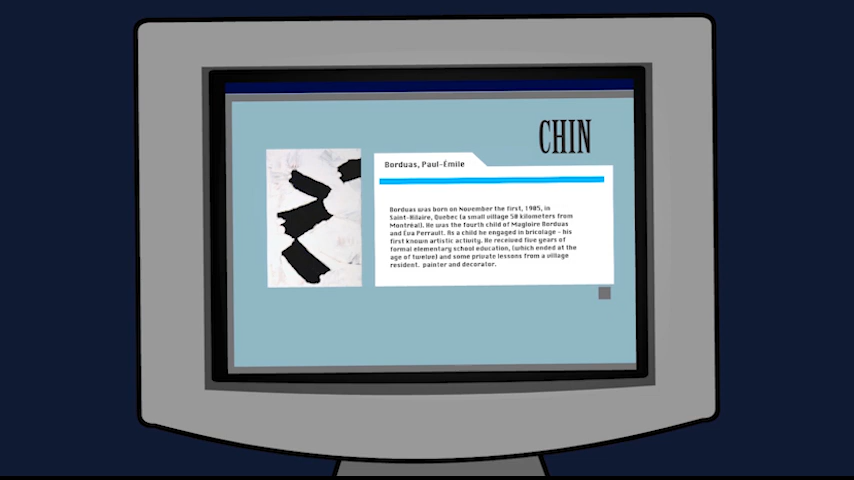 CHIN
Borduas, Paul-Émile
Borduas was born on November the first, 1905, in
Saint-Hilaire, Quebec (a small village 50 kilometers from
Montréal). He was the fourth child of Magloire Borduas
and Eva Perrault. As a child he engaged in bricolage - his
first known artistic activity. He received five years of
formal elementary school education, (which ended at the
age of twelve) and some private lessons from a village
resident, painter and decorator.